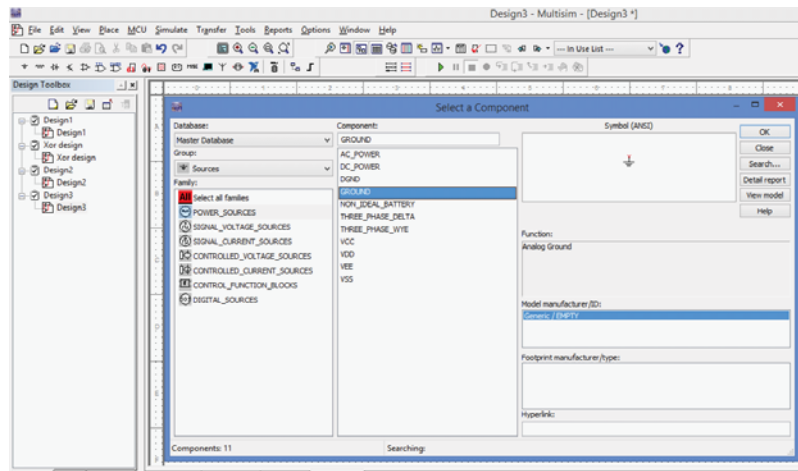 Design3 - Multisim - [Design3 *]
File Edit View Place MCU Simulate Transfer Tools Reports Options Window Help
--- In Use List ---
Design Toolbox
Design1
Design1
Xor design
Xor design
Design2
Design2
Design3
Design3
Select a Component
Database:
Master Database
Group:
Sources
Family:
All Select all families
POWER_SOURCES
SIGNAL_VOLTAGE_SOURCES
SIGNAL_CURRENT_SOURCES
CONTROLLED_VOLTAGE_SOURCES
CONTROLLED_CURRENT_SOURCES
CONTROL_FUNCTION_BLOCKS
DIGITAL_SOURCES
Component:
GROUND
AC_POWER
DC_POWER
DGND
GROUND
NON_IDEAL_BATTERY
THREE_PHASE_DELTA
THREE_PHASE_WYE
VCC
VDD
VEE
VSS
Symbol (ANSI)
Function:
Analog Ground
Model manufacturer/ID:
Generic / EMPTY
Footprint manufacturer/type:
Hyperlink:
OK
Close
Search...
Detail report
View model
Help
Components: 11
Searching: